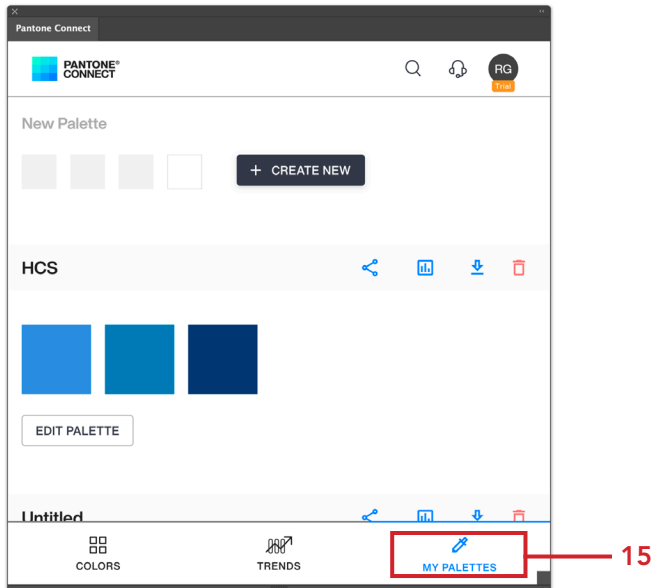 Pantone Connect
PANTONE®
CONNECT
RG
Trial
New Palette
+ CREATE NEW
HCS
EDIT PALETTE
Untitled
COLORS
TRENDS
MY PALETTES
15